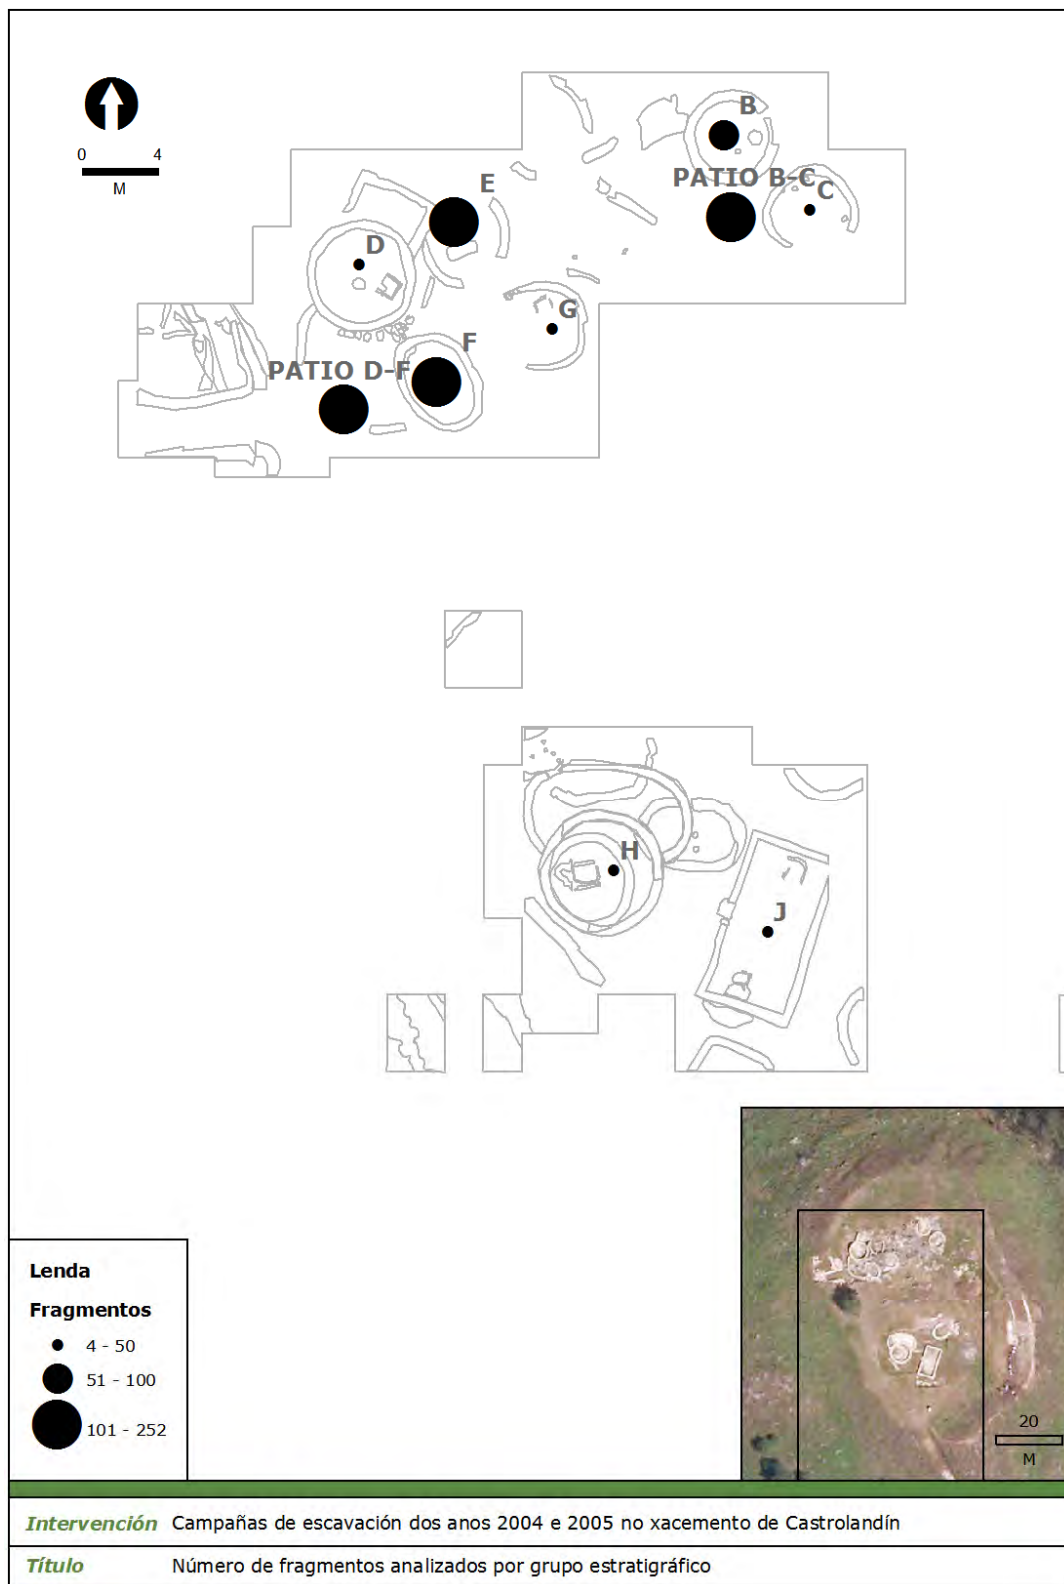 0 4
M
B
PATIO B-C
C
E
D
G
F
PATIO D-F
H
J
Lenda
Fragmentos
4 - 50
51 - 100
101 - 252
20
M
Intervención Campañas de escavación dos anos 2004 e 2005 no xacemento de Castrolandín
Título Número de fragmentos analizados por grupo estratigráfico